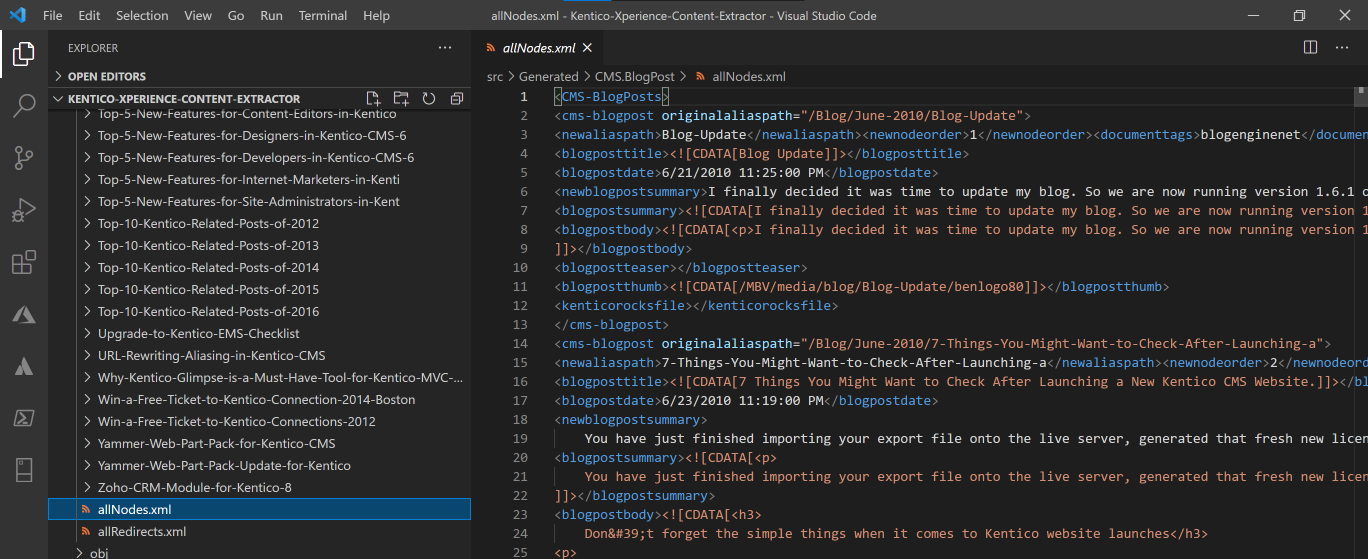 File Edit Selection View Go Run Terminal Help allNodes.xml - Kentico-Xperience-Content-Extractor - Visual Studio Code
EXPLORER
OPEN EDITORS
KENTICO-XPERIENCE-CONTENT-EXTRACTOR
Top-5-New-Features-for-Content-Editors-in-Kentico
Top-5-New-Features-for-Designers-in-Kentico-CMS-6
Top-5-New-Features-for-Developers-in-Kentico-CMS-6
Top-5-New-Features-for-Internet-Marketers-in-Kenti
Top-5-New-Features-for-Site-Administrators-in-Kent
Top-10-Kentico-Related-Posts-of-2012
Top-10-Kentico-Related-Posts-of-2013
Top-10-Kentico-Related-Posts-of-2014
Top-10-Kentico-Related-Posts-of-2015
Top-10-Kentico-Related-Posts-of-2016
Upgrade-to-Kentico-EMS-Checklist
URL-Rewriting-Aliasing-in-Kentico-CMS
Why-Kentico-Glimpse-is-a-Must-Have-Tool-for-Kentico-MVC-...
Win-a-Free-Ticket-to-Kentico-Connection-2014-Boston
Win-a-Free-Ticket-to-Kentico-Connections-2012
Yammer-Web-Part-Pack-for-Kentico-CMS
Yammer-Web-Part-Pack-Update-for-Kentico
Zoho-CRM-Module-for-Kentico-8
allNodes.xml
allRedirects.xml
obj
allNodes.xml
src > Generated > CMS.BlogPost > allNodes.xml
1 <CMS-BlogPosts>
2 <cms-blogpost originalaliaspath="/Blog/June-2010/Blog-Update">
3 <newaliaspath>Blog-Update</newaliaspath><newnodeorder>1</newnodeorder><documenttags>blogenginenet</documen
4 <blogposttitle><![CDATA[Blog Update]]></blogposttitle>
5 <blogpostdate>6/21/2010 11:25:00 PM</blogpostdate>
6 <newblogpostsummary>I finally decided it was time to update my blog. So we are now running version 1.6.1 o
7 <blogpostsummary><![CDATA[I finally decided it was time to update my blog. So we are now running version 1
8 <blogpostbody><![CDATA[<p>I finally decided it was time to update my blog. So we are now running version 1
9 ]]></blogpostbody>
10 <blogpostteaser></blogpostteaser>
11 <blogpostthumb><![CDATA[/MBV/media/blog/Blog-Update/benlogo80]]></blogpostthumb>
12 <kenticorocksfile></kenticorocksfile>
13 </cms-blogpost>
14 <cms-blogpost originalaliaspath="/Blog/June-2010/7-Things-You-Might-Want-to-Check-After-Launching-a">
15 <newaliaspath>7-Things-You-Might-Want-to-Check-After-Launching-a</newaliaspath><newnodeorder>2</newnodeord
16 <blogposttitle><![CDATA[7 Things You Might Want to Check After Launching a New Kentico CMS Website.]]></bl
17 <blogpostdate>6/23/2010 11:19:00 PM</blogpostdate>
18 <newblogpostsummary>
19 You have just finished importing your export file onto the live server, generated that fresh new licen
20 <blogpostsummary><![CDATA[<p>
21 You have just finished importing your export file onto the live server, generated that fresh new licen
22 ]]></blogpostsummary>
23 <blogpostbody><![CDATA[<h3>
24 Don&#39;t forget the simple things when it comes to Kentico website launches</h3>
25 <p>